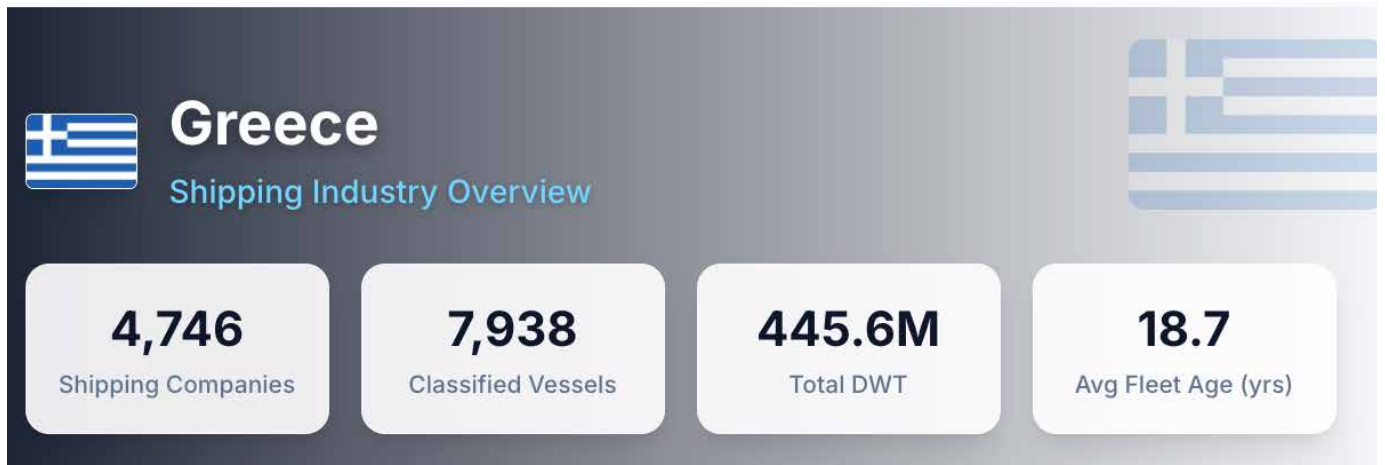 Greece
Shipping Industry Overview
4,746
Shipping Companies
7,938
Classified Vessels
445.6M
Total DWT
18.7
Avg Fleet Age (yrs)